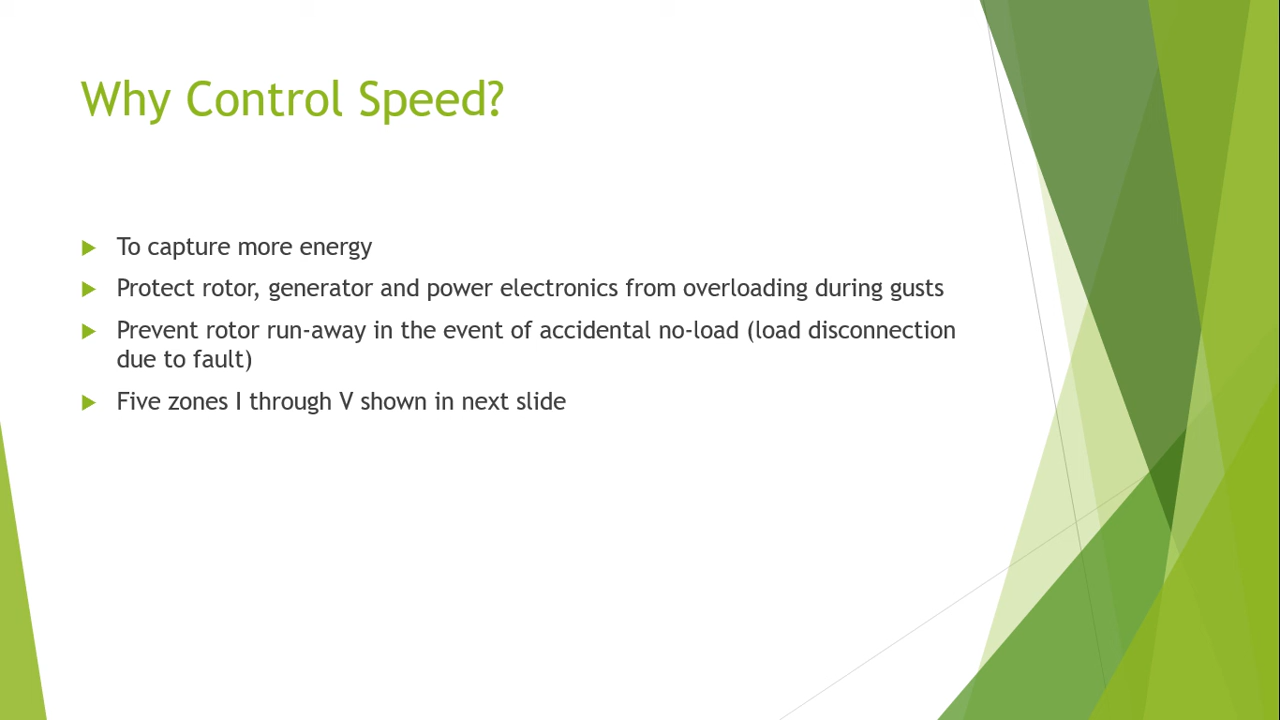 Why Control Speed?
To capture more energy
Protect rotor, generator and power electronics from overloading during gusts
Prevent rotor run-away in the event of accidental no-load (load disconnection
due to fault)
Five zones I through V shown in next slide